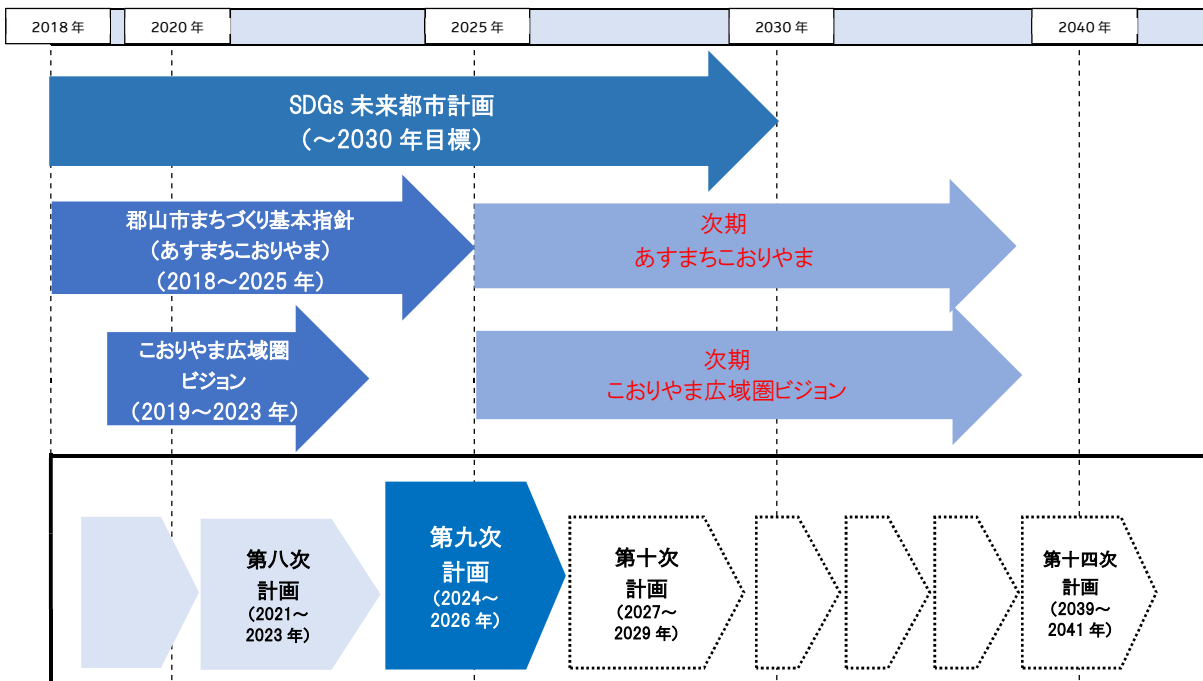 2018年
2020年
2025年
2030年
2040年
SDGs 未来都市計画
（～2030 年目標）
郡山市まちづくり基本指針
（あすまちこおりやま）
（2018～2025 年）
次期
あすまちこおりやま
こおりやま広域圏
ビジョン
（2019～2023 年）
次期
こおりやま広域圏ビジョン
第八次
計画
（2021～
2023 年）
第九次
計画
（2024～
2026 年）
第十次
計画
（2027～
2029 年）
第十四次
計画
（2039～
2041 年）